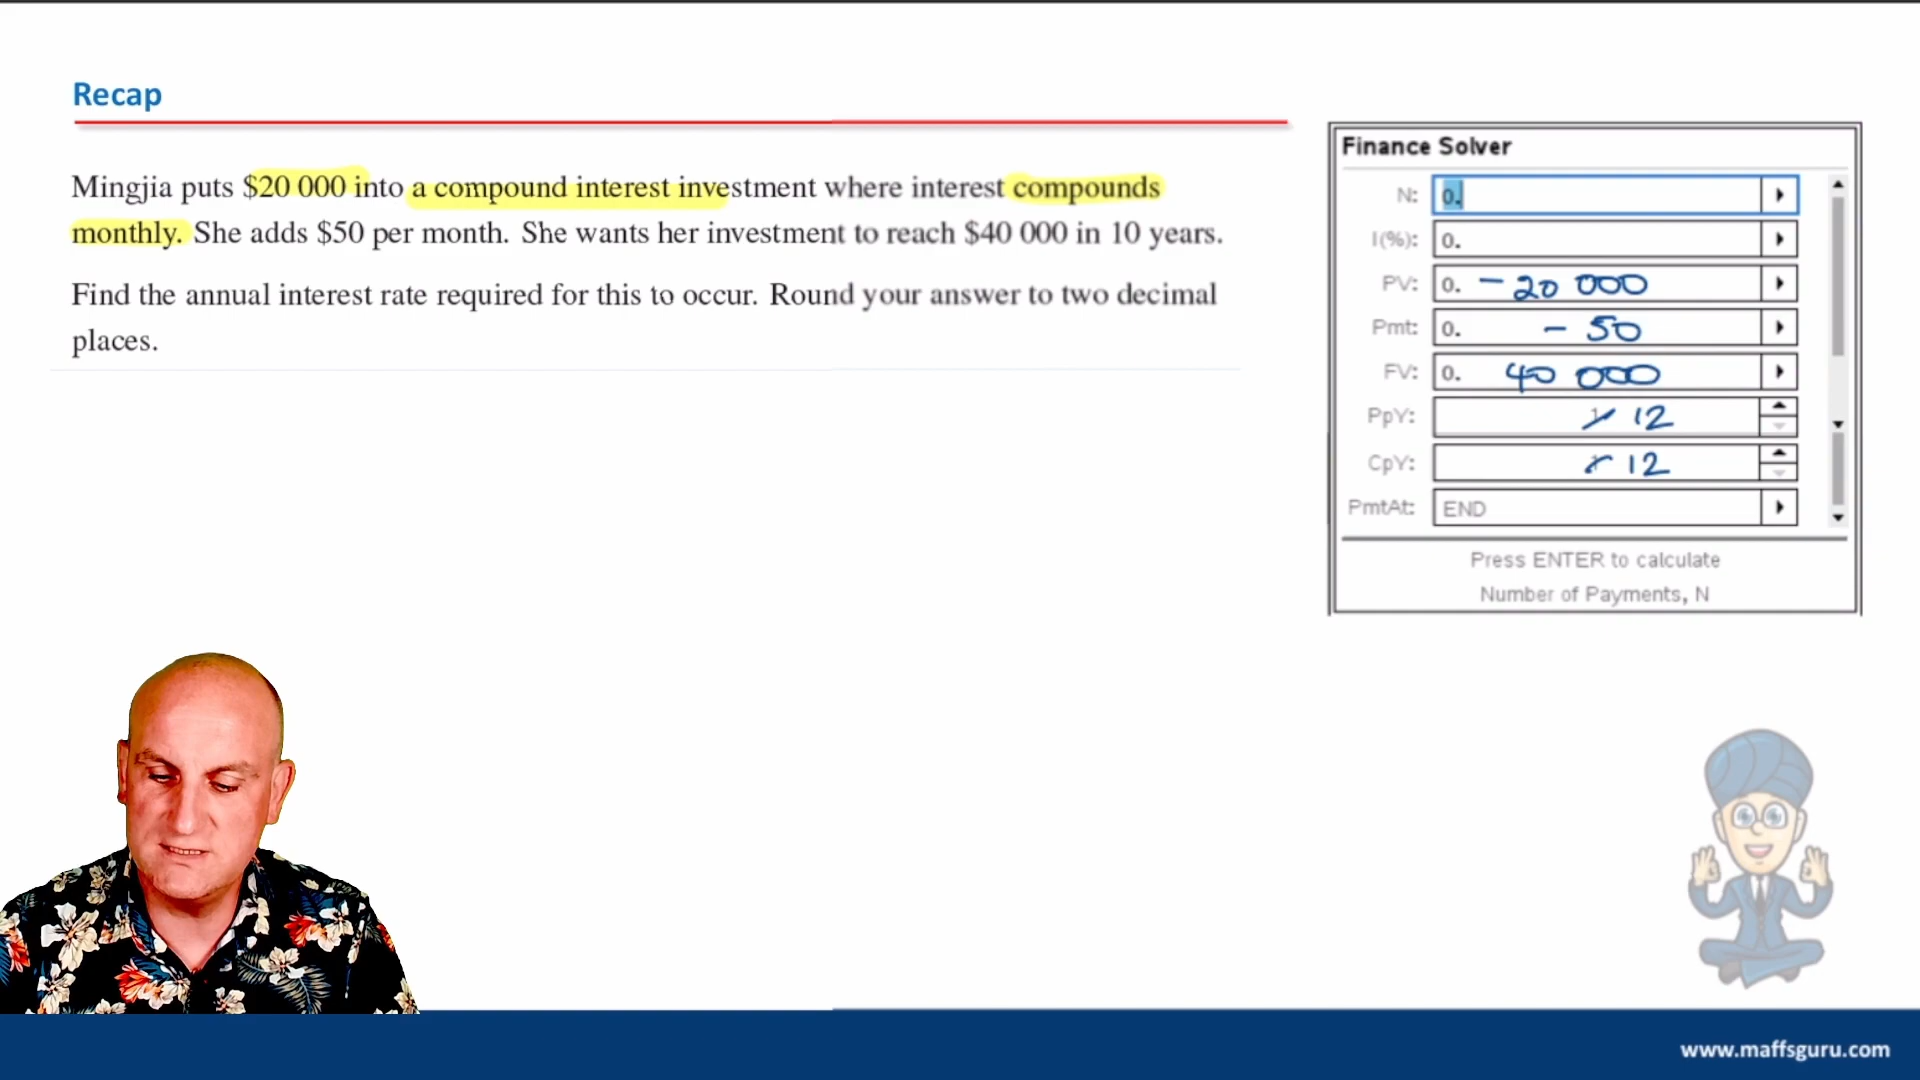 Recap
Mingjia puts $20 000 into a compound interest investment where interest compounds
monthly. She adds $50 per month. She wants her investment to reach $40 000 in 10 years.
Find the annual interest rate required for this to occur. Round your answer to two decimal
places.
Finance Solver
N: 0.
I(%): 0.
PV: 0. - 20 000
Pmt: 0. - 50
FV: 0. 40 000
PpY: 12
CpY: 12
PmtAt: END
Press ENTER to calculate
Number of Payments, N
www.maffsguru.com